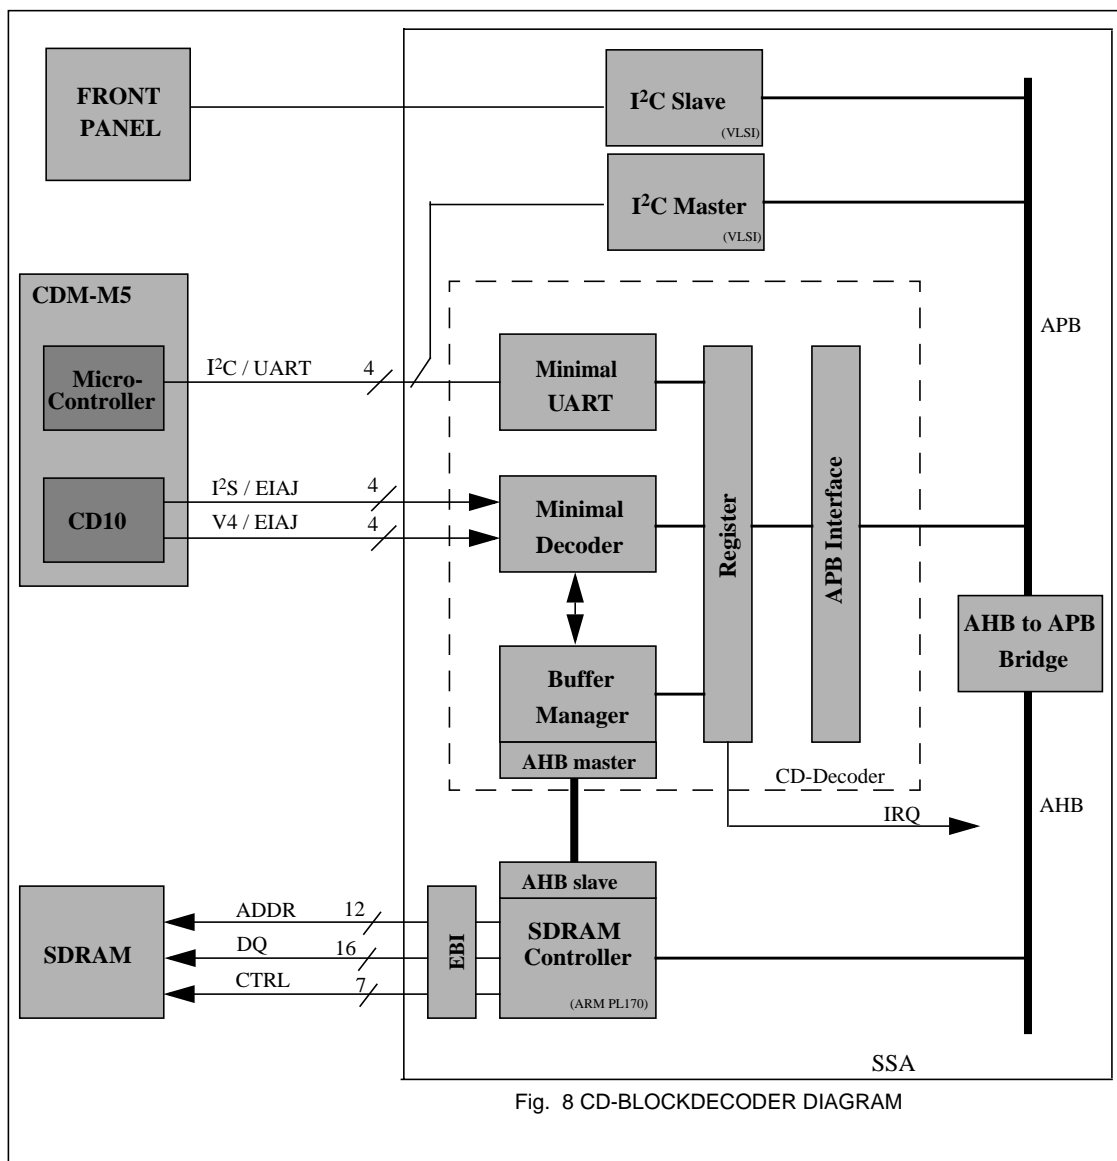 FRONT
PANEL
I²C Slave
(VLSI)
I²C Master
(VLSI)
CDM-M5
Micro-
Controller
I²C / UART
4
Minimal
UART
APB
CD10
I²S / EIAJ
4
V4 / EIAJ
4
Minimal
Decoder
Register
APB Interface
AHB to APB
Bridge
Buffer
Manager
AHB master
CD-Decoder
IRQ
AHB
SDRAM
ADDR
12
DQ
16
CTRL
7
EBI
AHB slave
SDRAM
Controller
(ARM PL170)
SSA
Fig. 8 CD-BLOCKDECODER DIAGRAM